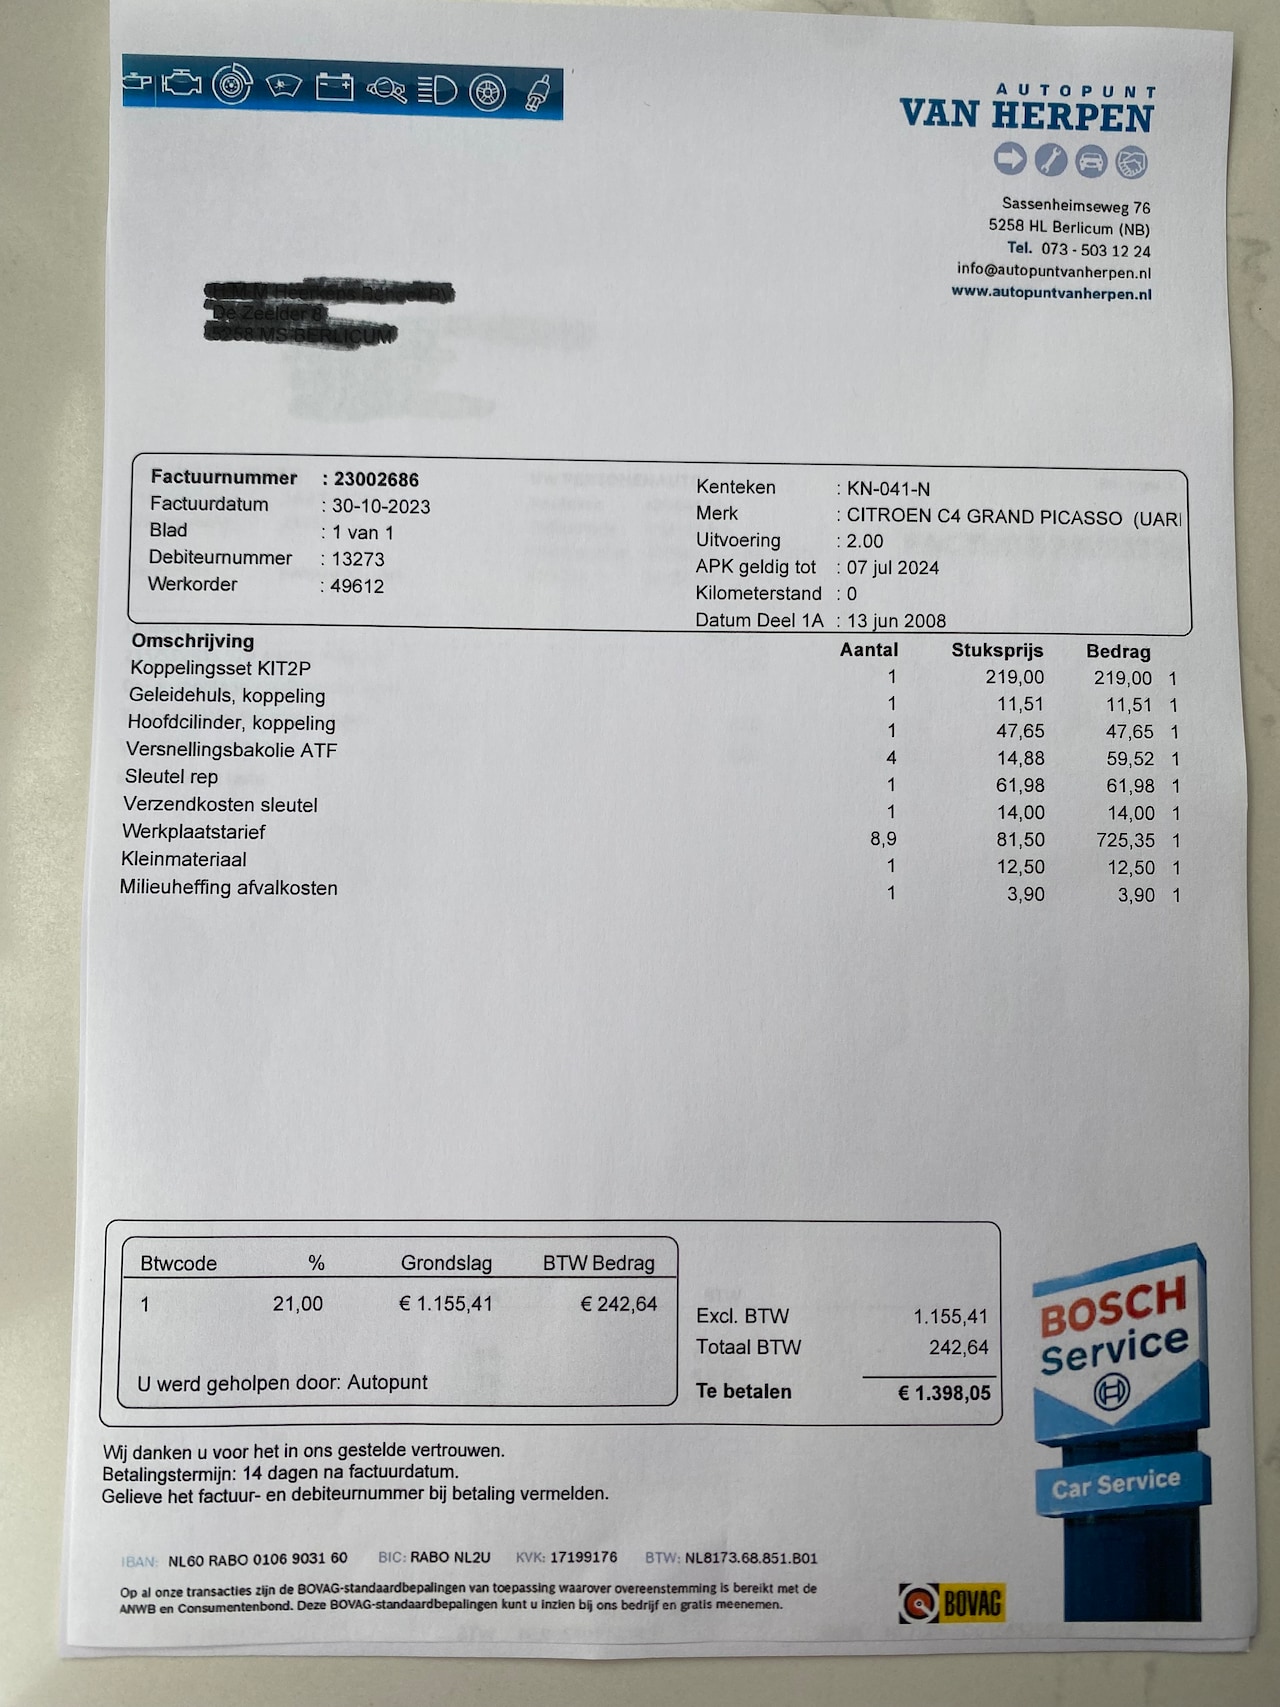 AUTOPUNT
VAN HERPEN
Sassenheimseweg 76
5258 HL Berlicum (NB)
Tel. 073 - 503 12 24
info@autopuntvanherpen.nl
www.autopuntvanherpen.nl
Factuurnummer : 23002686
Factuurdatum : 30-10-2023
Blad : 1 van 1
Debiteurnummer : 13273
Werkorder : 49612
Kenteken : KN-041-N
Merk : CITROEN C4 GRAND PICASSO (UAR
Uitvoering : 2.00
APK geldig tot : 07 jul 2024
Kilometerstand : 0
Datum Deel 1A : 13 jun 2008
Omschrijving Aantal Stuksprijs Bedrag
Koppelingsset KIT2P 1 219,00 219,00 1
Geleidehuls, koppeling 1 11,51 11,51 1
Hoofdcilinder, koppeling 1 47,65 47,65 1
Versnellingsbakolie ATF 4 14,88 59,52 1
Sleutel rep 1 61,98 61,98 1
Verzendkosten sleutel 1 14,00 14,00 1
Werkplaatstarief 8,9 81,50 725,35 1
Kleinmateriaal 1 12,50 12,50 1
Milieuheffing afvalkosten 1 3,90 3,90 1
Btwcode % Grondslag BTW Bedrag
1 21,00 € 1.155,41 € 242,64
U werd geholpen door: Autopunt
Excl. BTW 1.155,41
Totaal BTW 242,64
Te betalen € 1.398,05
BOSCH
Service
Car Service
Wij danken u voor het in ons gestelde vertrouwen.
Betalingstermijn: 14 dagen na factuurdatum.
Gelieve het factuur- en debiteurnummer bij betaling vermelden.
IBAN: NL60 RABO 0106 9031 60 BIC: RABO NL2U KVK: 17199176 BTW: NL8173.68.851.B01
Op al onze transacties zijn de BOVAG-standaardbepalingen van toepassing waarover overeenstemming is bereikt met de
ANWB en Consumentenbond. Deze BOVAG-standaardbepalingen kunt u inzien bij ons bedrijf en gratis meenemen.
BOVAG